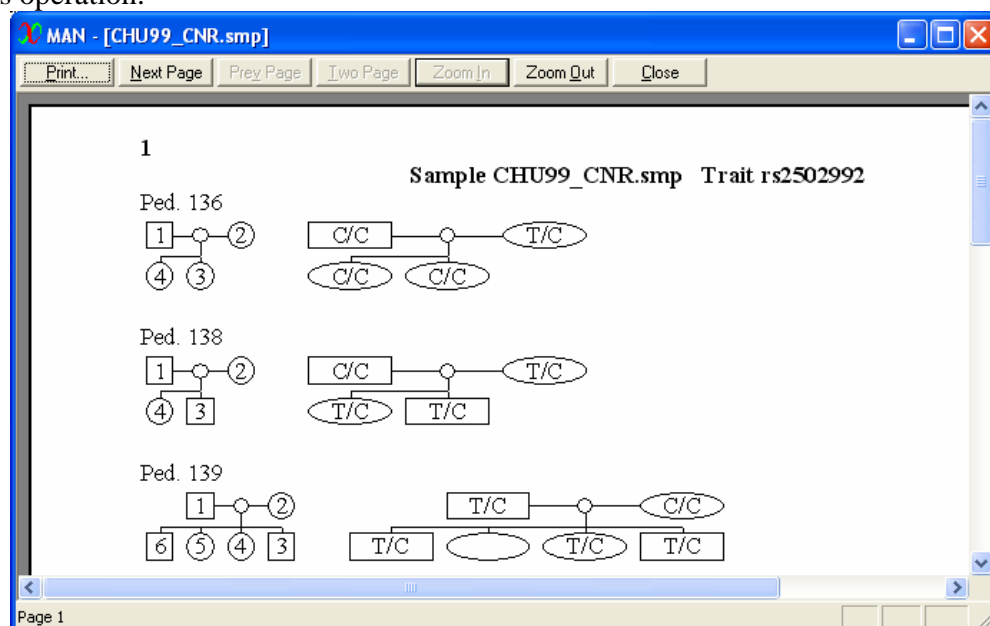 s operation.
MAN - [CHU99_CNR.smp]
Print... Next Page Prev Page Two Page Zoom In Zoom Out Close
1
Sample CHU99_CNR.smp Trait rs2502992
Ped. 136
1 2 C/C T/C
4 3 C/C C/C
Ped. 138
1 2 C/C T/C
4 3 T/C T/C
Ped. 139
1 2 T/C C/C
6 5 4 3 T/C T/C T/C
Page 1